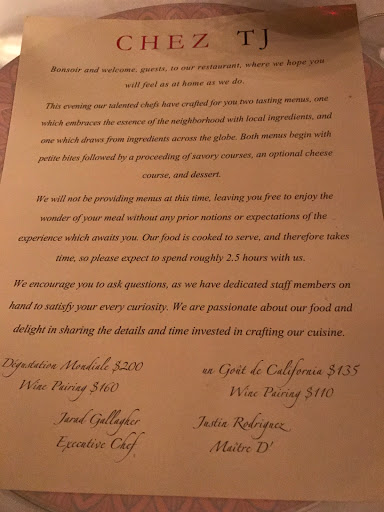 CHEZ TJ
Bonsoir and welcome, guests, to our restaurant, where we hope you
will feel as at home as we do.
This evening our talented chefs have crafted for you two tasting menus, one
which embraces the essence of the neighborhood with local ingredients, and
one which draws from ingredients across the globe. Both menus begin with
petite bites followed by a proceeding of savory courses, an optional cheese
course, and dessert.
We will not be providing menus at this time, leaving you free to enjoy the
wonder of your meal without any prior notions or expectations of the
experience which awaits you. Our food is cooked to serve, and therefore takes
time, so please expect to spend roughly 2.5 hours with us.
We encourage you to ask questions, as we have dedicated staff members on
hand to satisfy your every curiosity. We are passionate about our food and
delight in sharing the details and time invested in crafting our cuisine.
Dégustation Mondiale $200
Wine Pairing $160
un Goût de California $135
Wine Pairing $110
Jarad Gallagher
Executive Chef
Justin Rodriguez
Maître D'